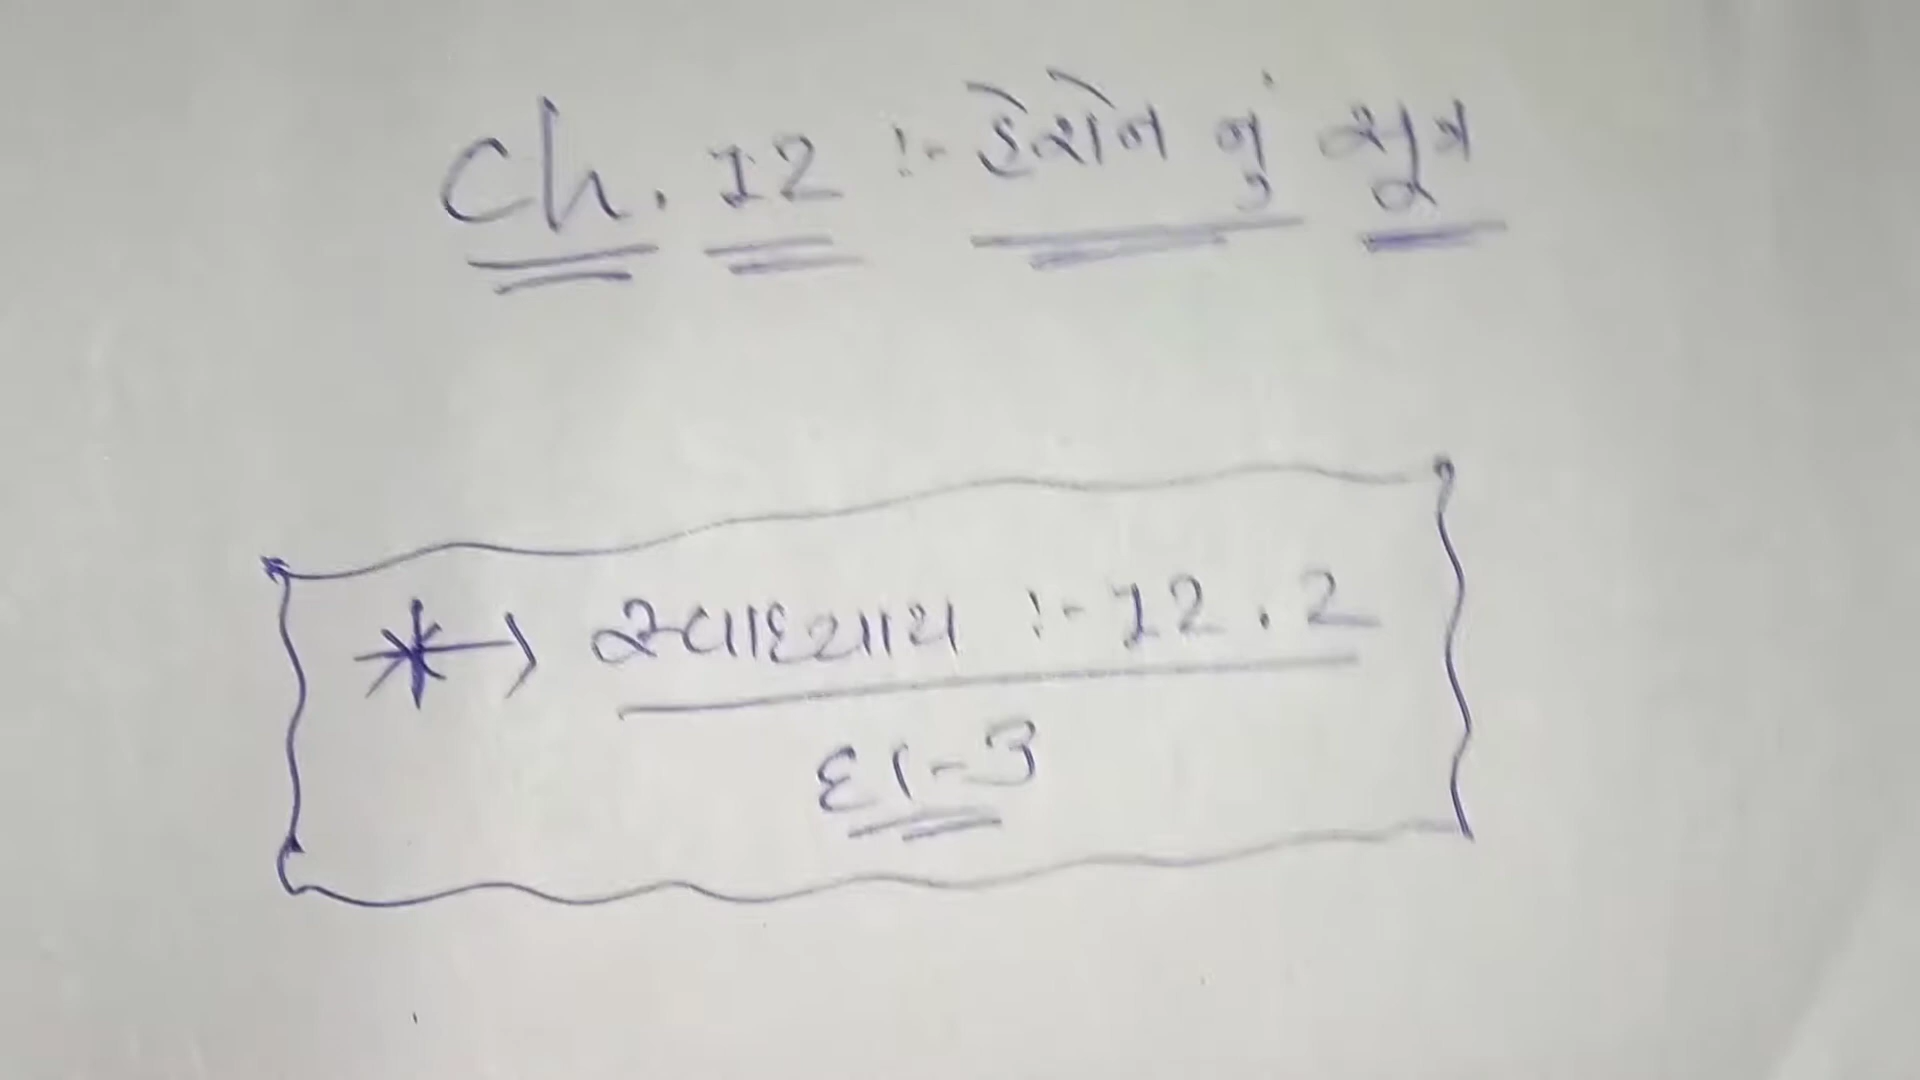 Ch. 12 :- હેરોન નું સૂત્ર
* → સ્વાધ્યાય :- 12.2
દા-3